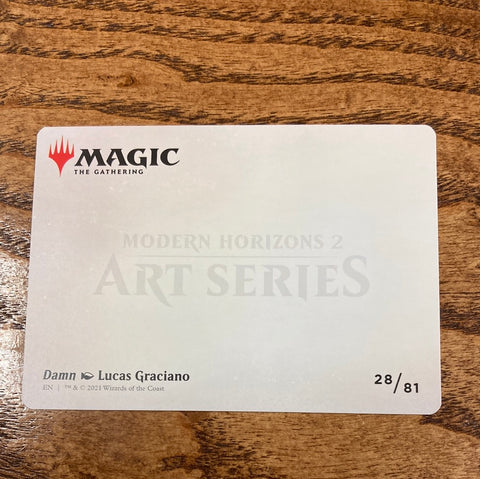 MAGIC
THE GATHERING
MODERN HORIZONS 2
ART SERIES
Damn Lucas Graciano
EN | ™ & © 2021 Wizards of the Coast
28/81